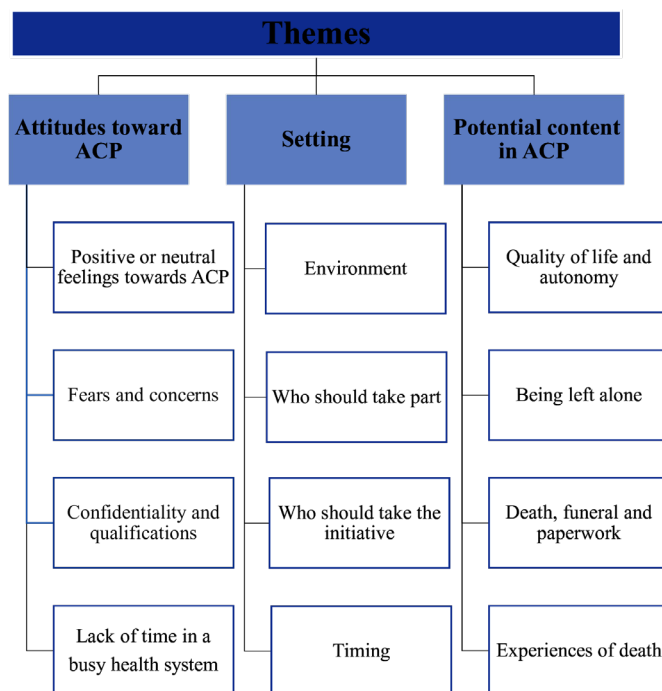 Themes
Attitudes toward
ACP
Positive or neutral
feelings towards ACP
Fears and concerns
Confidentiality and
qualifications
Lack of time in a
busy health system
Setting
Environment
Who should take part
Who should take the
initiative
Timing
Potential content
in ACP
Quality of life and
autonomy
Being left alone
Death, funeral and
paperwork
Experiences of death